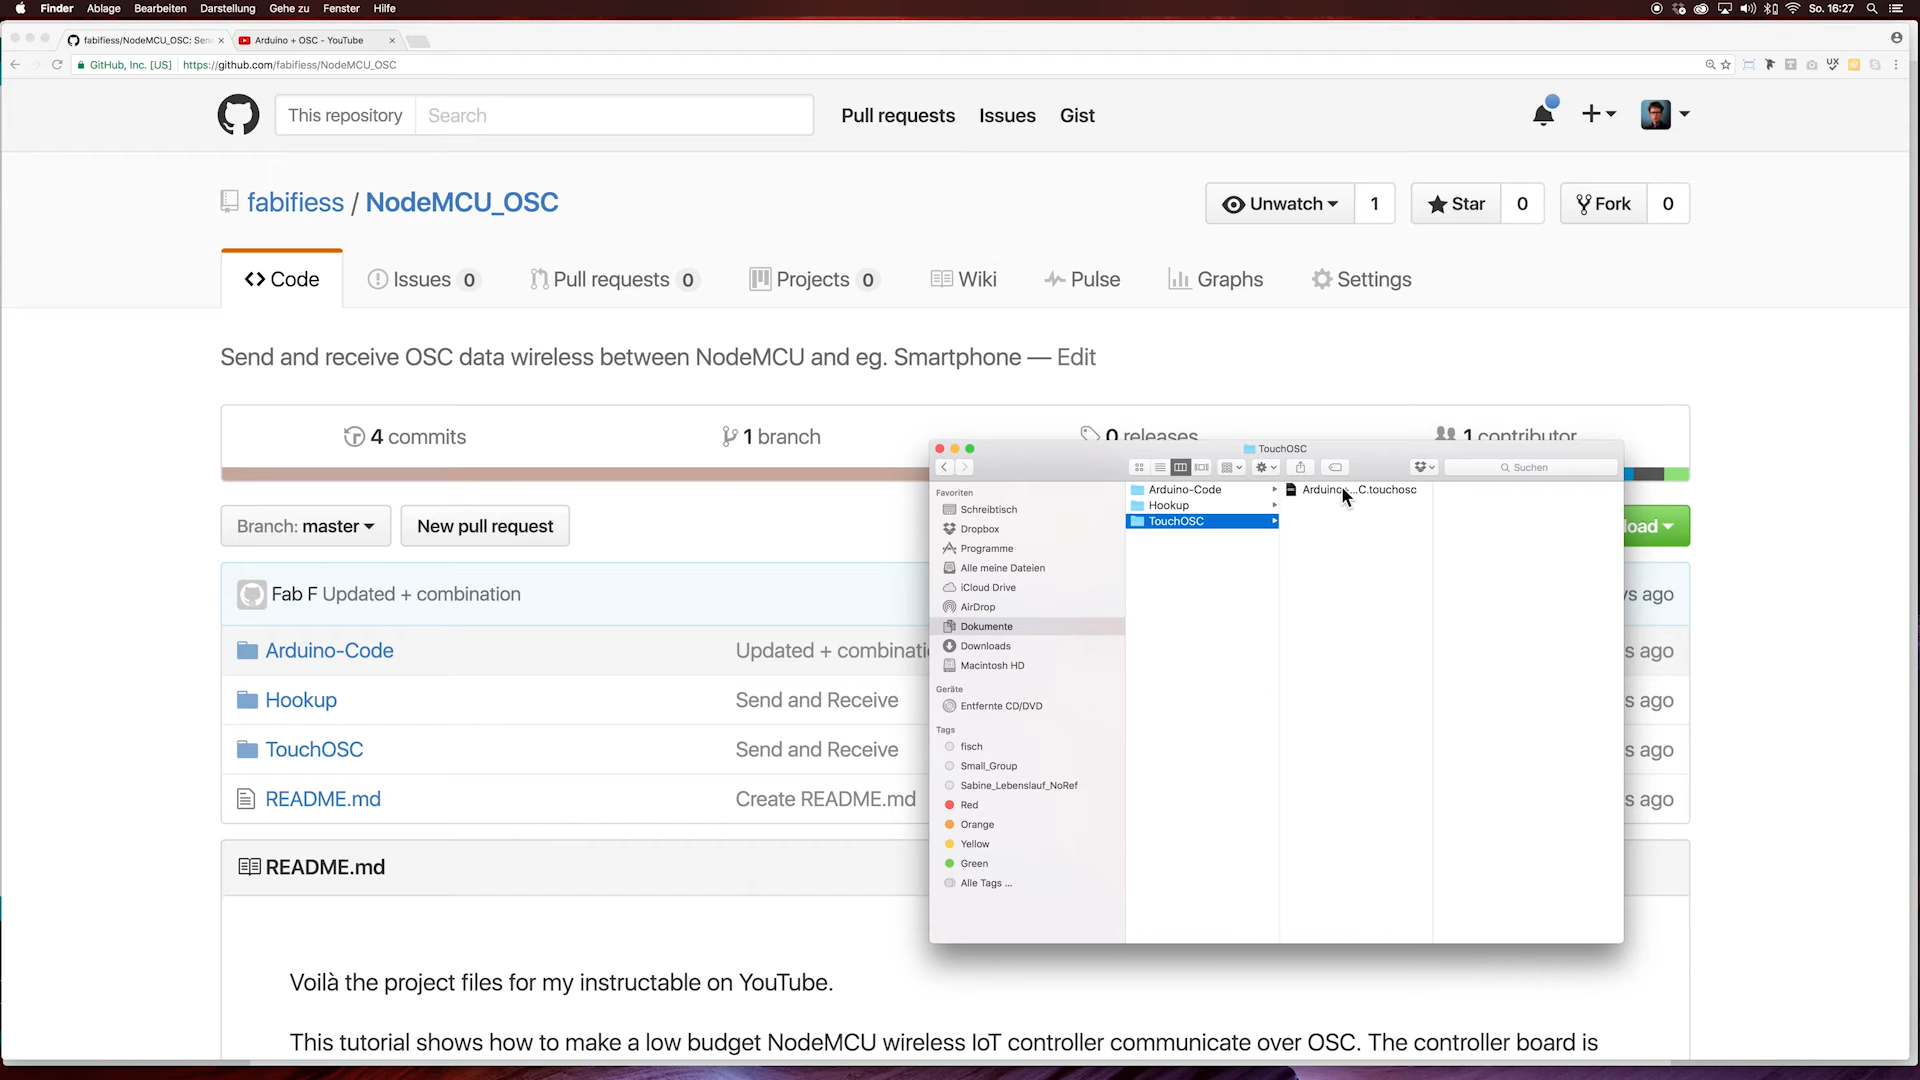 Finder Ablage Bearbeiten Darstellung Gehe zu Fenster Hilfe So. 16:27
fabifiess/NodeMCU_OSC: Sen Arduino + OSC - YouTube
GitHub, Inc. [US] https://github.com/fabifiess/NodeMCU_OSC
This repository Search Pull requests Issues Gist
fabifiess / NodeMCU_OSC Unwatch 1 Star 0 Fork 0
Code Issues 0 Pull requests 0 Projects 0 Wiki Pulse Graphs Settings
Send and receive OSC data wireless between NodeMCU and eg. Smartphone — Edit
4 commits 1 branch 0 releases 1 contributor
Branch: master New pull request load
Fab F Updated + combination ys ago
Arduino-Code Updated + combinati s ago
Hookup Send and Receive s ago
TouchOSC Send and Receive s ago
README.md Create README.md s ago
README.md
Voilà the project files for my instructable on YouTube.
This tutorial shows how to make a low budget NodeMCU wireless IoT controller communicate over OSC. The controller board is
TouchOSC
Suchen
Favoriten
Schreibtisch
Dropbox
Programme
Alle meine Dateien
iCloud Drive
AirDrop
Dokumente
Downloads
Macintosh HD
Geräte
Entfernte CD/DVD
Tags
fisch
Small_Group
Sabine_Lebenslauf_NoRef
Red
Orange
Yellow
Green
Alle Tags ...
Arduino-Code
Hookup
TouchOSC
Arduino ...C.touchosc